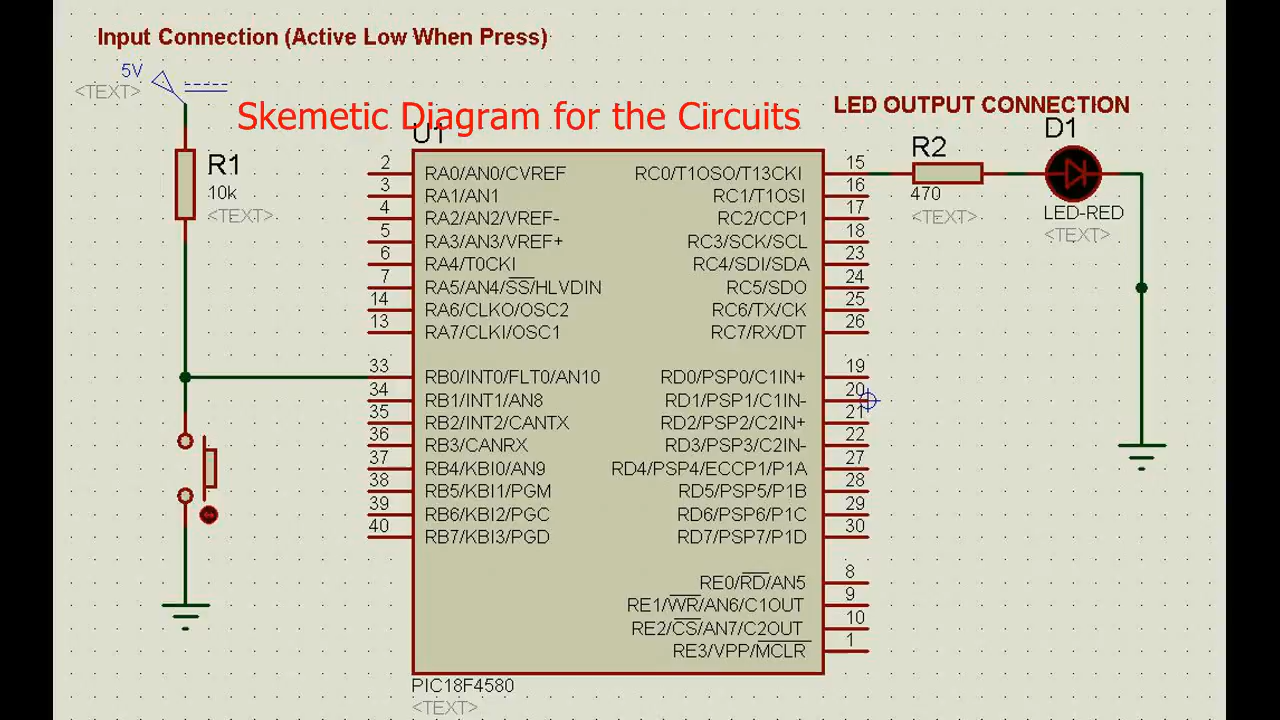 Input Connection (Active Low When Press)
5V
<TEXT>
Skemetic Diagram for the Circuits
LED OUTPUT CONNECTION
U1
R1
10k
<TEXT>
R2
470
<TEXT>
D1
LED-RED
<TEXT>
2 RA0/AN0/CVREF RC0/T1OSO/T13CKI 15
3 RA1/AN1 RC1/T1OSI 16
4 RA2/AN2/VREF- RC2/CCP1 17
5 RA3/AN3/VREF+ RC3/SCK/SCL 18
6 RA4/T0CKI RC4/SDI/SDA 23
7 RA5/AN4/SS/HLVDIN RC5/SDO 24
14 RA6/CLKO/OSC2 RC6/TX/CK 25
13 RA7/CLKI/OSC1 RC7/RX/DT 26
33 RB0/INT0/FLT0/AN10 RD0/PSP0/C1IN+ 19
34 RB1/INT1/AN8 RD1/PSP1/C1IN- 20
35 RB2/INT2/CANTX RD2/PSP2/C2IN+ 21
36 RB3/CANRX RD3/PSP3/C2IN- 22
37 RB4/KBI0/AN9 RD4/PSP4/ECCP1/P1A 27
38 RB5/KBI1/PGM RD5/PSP5/P1B 28
39 RB6/KBI2/PGC RD6/PSP6/P1C 29
40 RB7/KBI3/PGD RD7/PSP7/P1D 30
RE0/RD/AN5 8
RE1/WR/AN6/C1OUT 9
RE2/CS/AN7/C2OUT 10
RE3/VPP/MCLR 1
PIC18F4580
<TEXT>